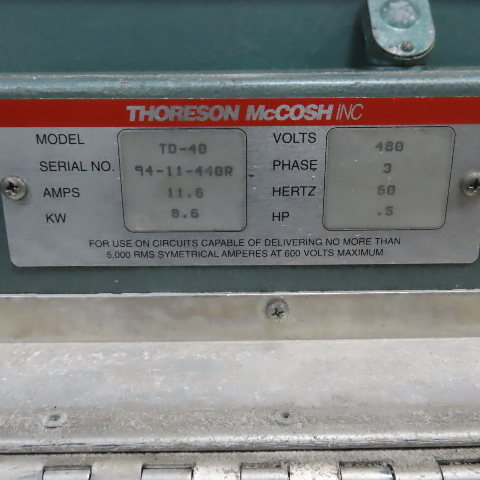 THORESON McCOSH INC
MODEL TD-40 VOLTS 480
SERIAL NO. 94-11-440R PHASE 3
AMPS 11.6 HERTZ 60
KW 8.6 HP .5
FOR USE ON CIRCUITS CAPABLE OF DELIVERING NO MORE THAN
5,000 RMS SYMETRICAL AMPERES AT 600 VOLTS MAXIMUM